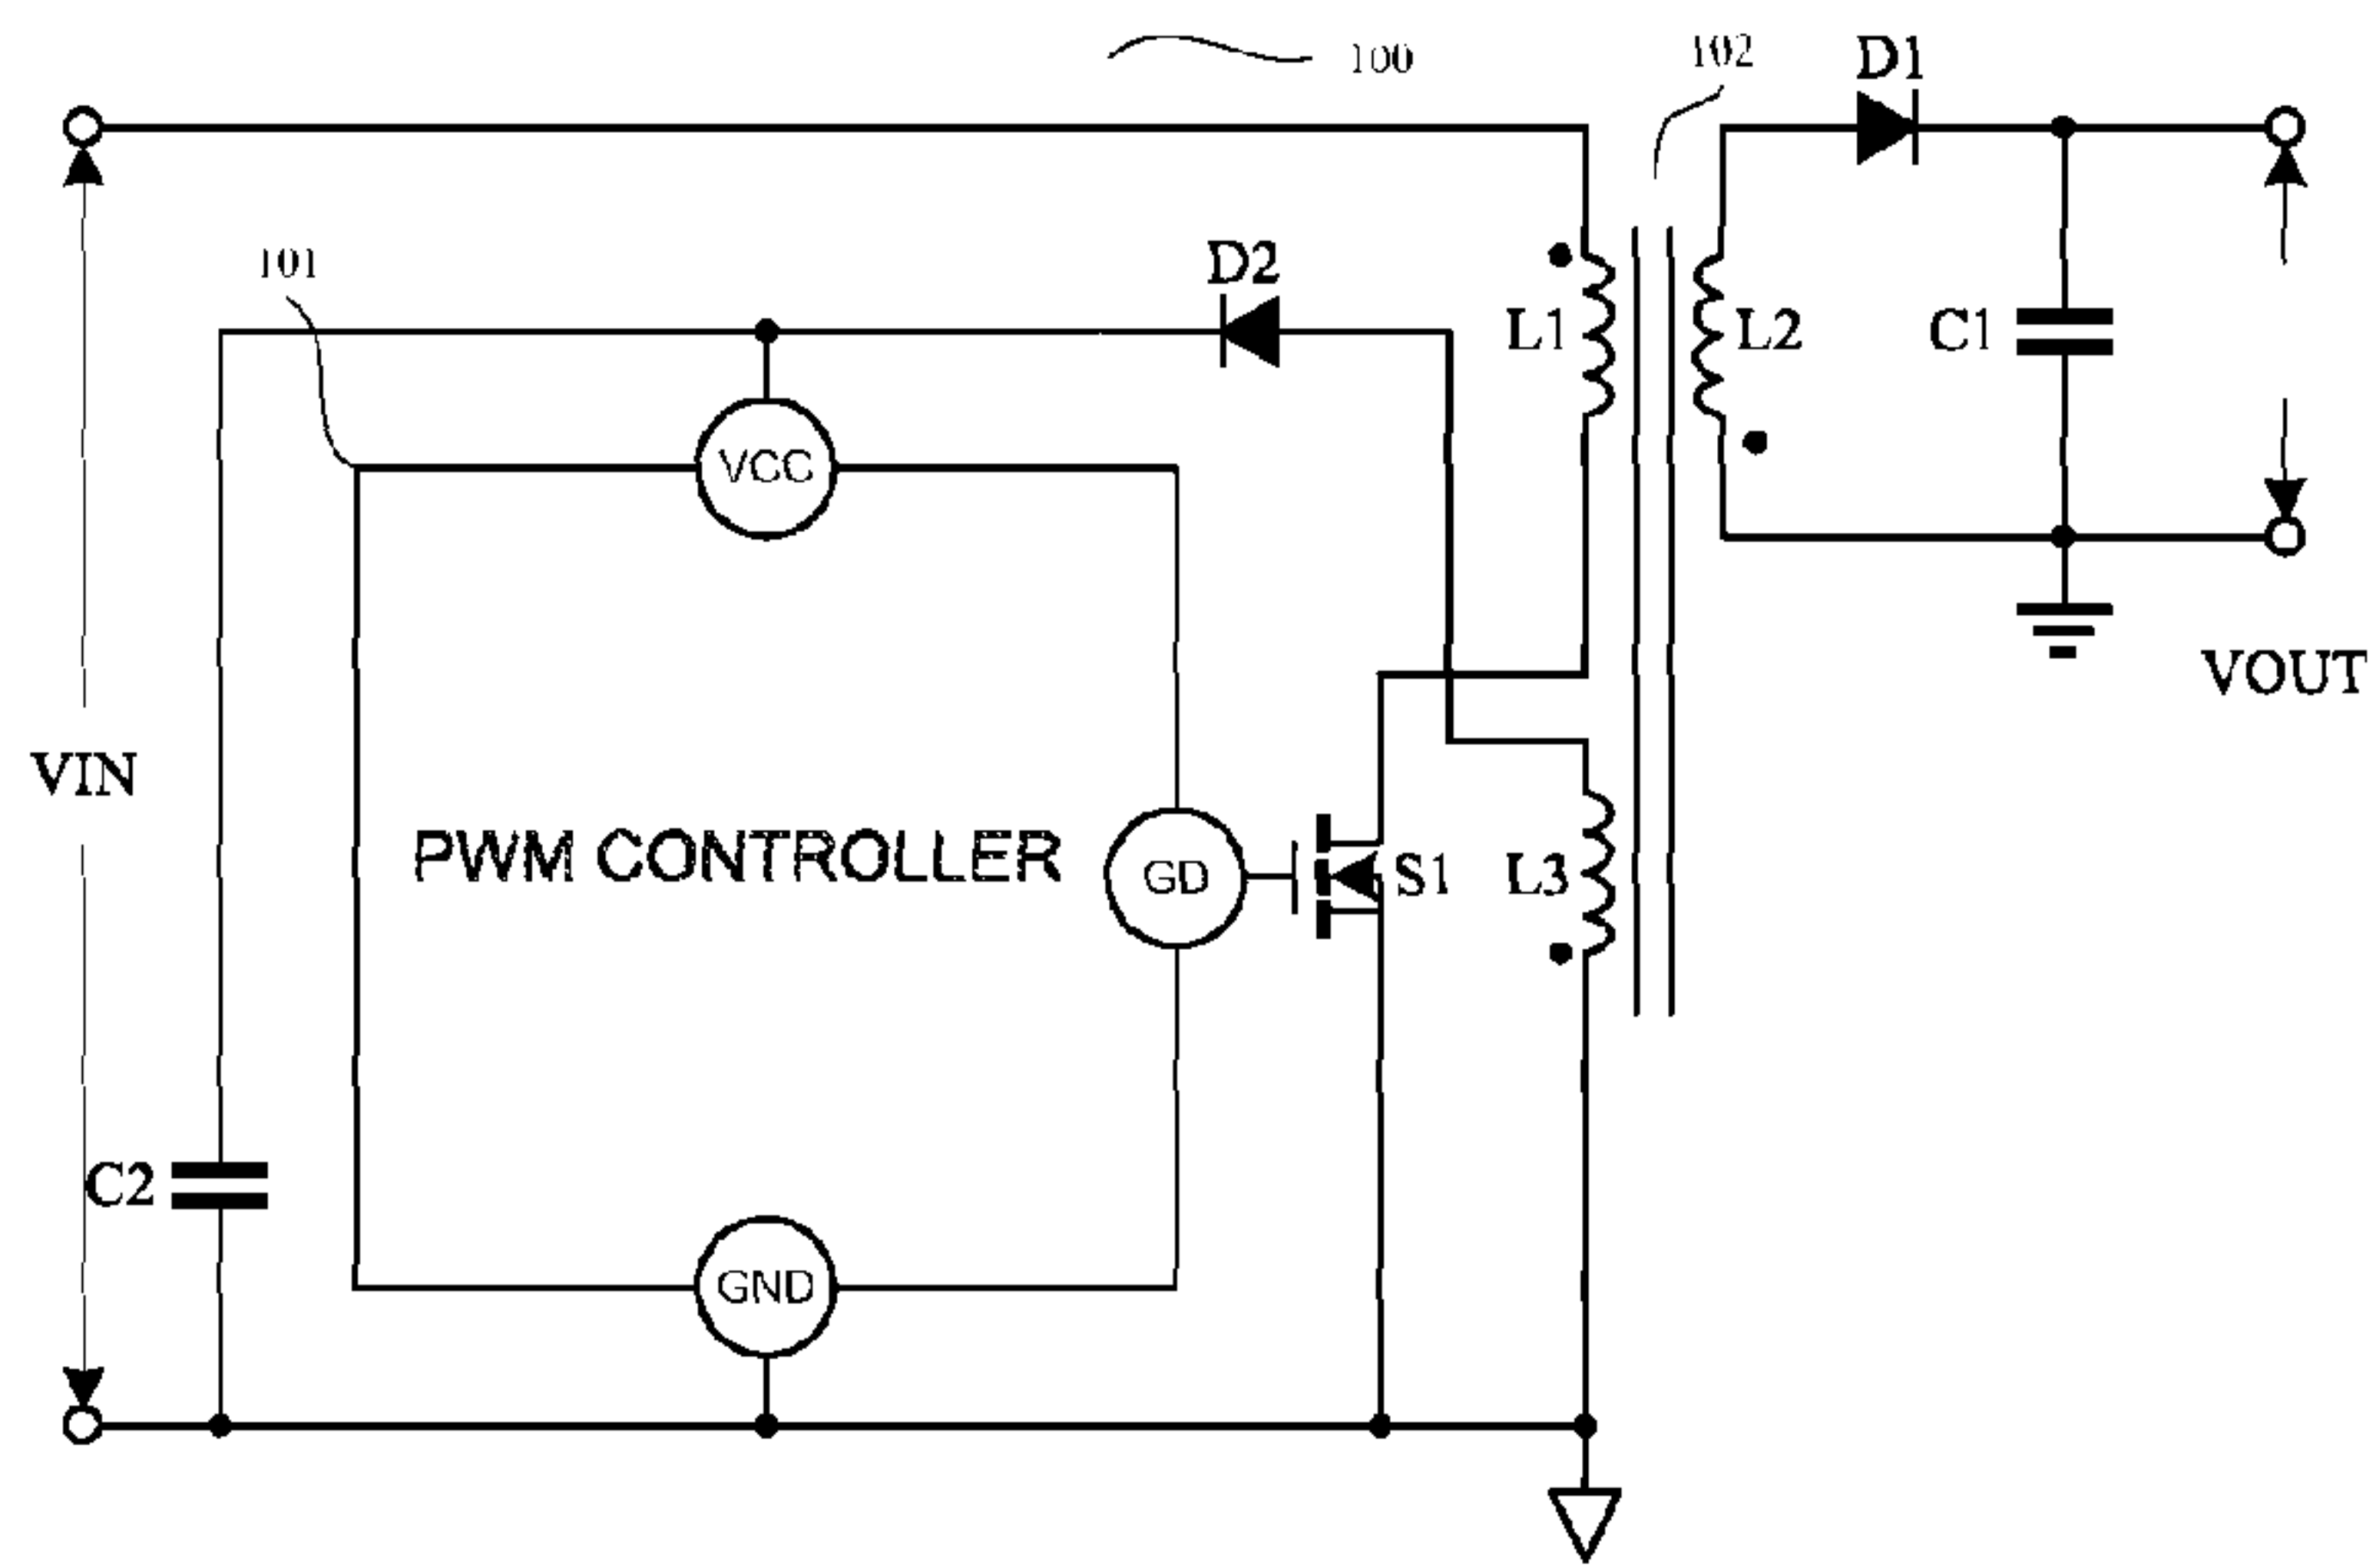 100
102
D1
101
D2
L1
L2
C1
VCC
VOUT
VIN
PWM CONTROLLER
GD
S1
L3
C2
GND